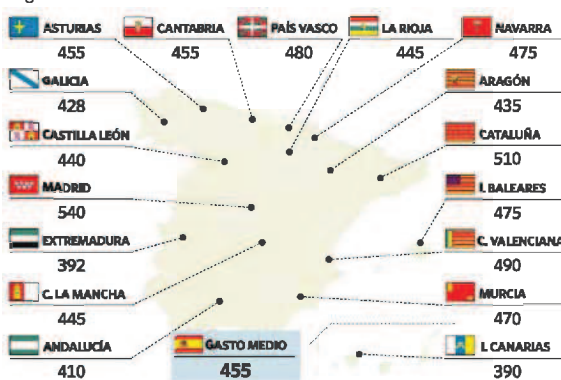 ASTURIAS CANTABRIA PAÍS VASCO LA RIOJA NAVARRA
455 455 480 445 475
GALICIA ARAGÓN
428 435
CASTILLA LEÓN CATALUÑA
440 510
MADRID I. BALEARES
540 475
EXTREMADURA C. VALENCIANA
392 490
C. LA MANCHA MURCIA
445 470
ANDALUCÍA GASTO MEDIO I. CANARIAS
410 455 390